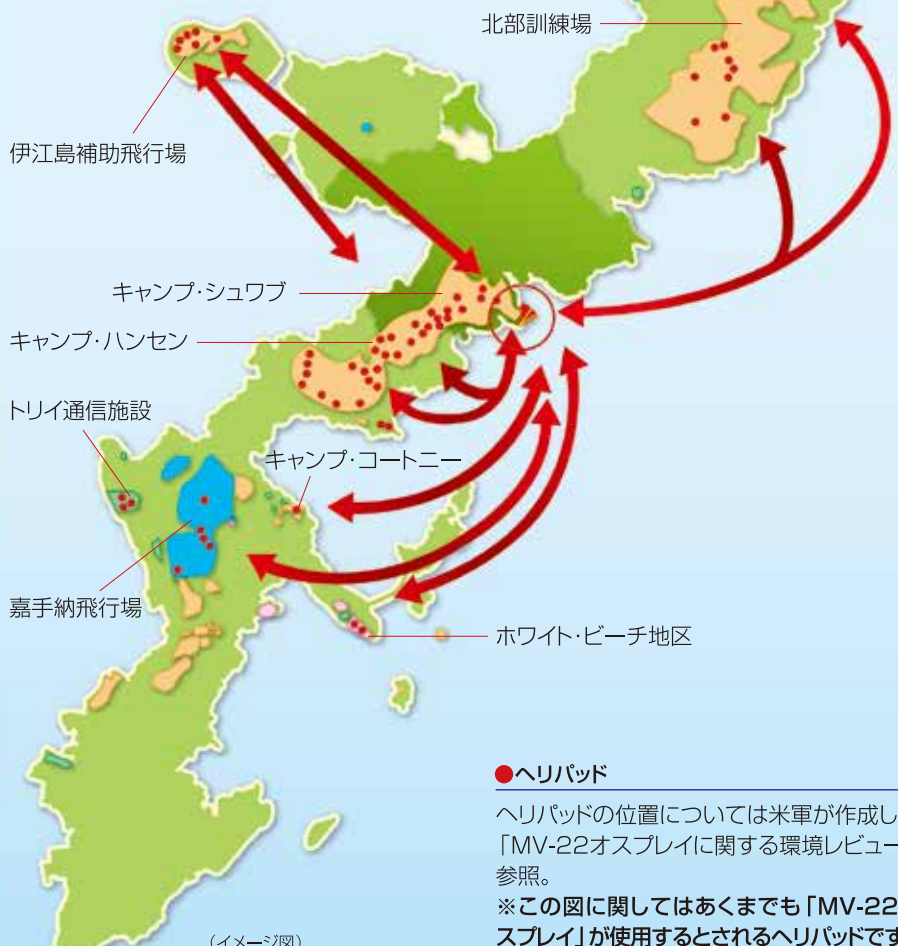 北部訓練場
伊江島補助飛行場
キャンプ・シュワブ
キャンプ・ハンセン
トリイ通信施設
キャンプ・コートニー
嘉手納飛行場
ホワイト・ビーチ地区
●ヘリパッド
ヘリパッドの位置については米軍が作成し
「MV-22オスプレイに関する環境レビュー
参照。
※この図に関してはあくまでも「MV-22
スプレイ」が使用するとされるヘリパッドです
(イメージ図)